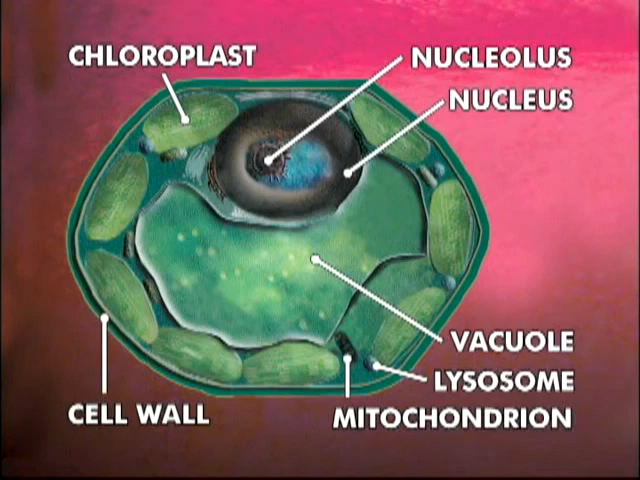 CHLOROPLAST
NUCLEOLUS
NUCLEUS
VACUOLE
LYSOSOME
CELL WALL
MITOCHONDRION